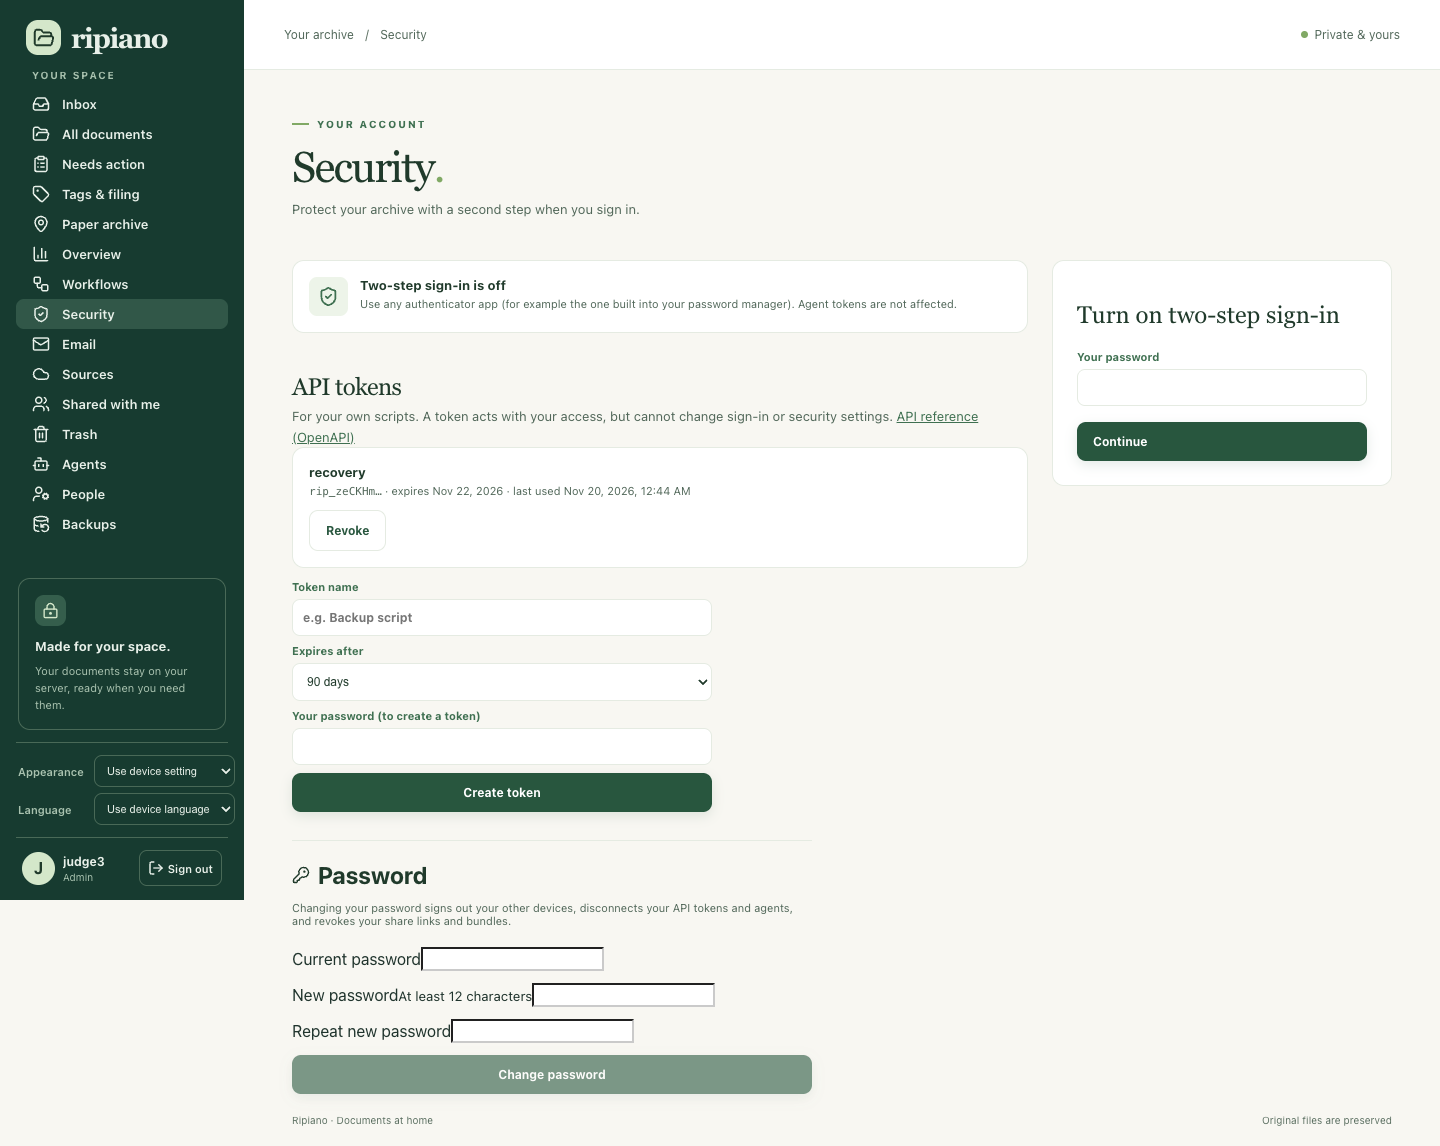 ripiano
YOUR SPACE
Inbox
All documents
Needs action
Tags & filing
Paper archive
Overview
Workflows
Security
Email
Sources
Shared with me
Trash
Agents
People
Backups
Made for your space.
Your documents stay on your
server, ready when you need
them.
Appearance Use device setting
Language Use device language
J judge3
Admin
Sign out
Your archive / Security
Private & yours
YOUR ACCOUNT
Security.
Protect your archive with a second step when you sign in.
Two-step sign-in is off
Use any authenticator app (for example the one built into your password manager). Agent tokens are not affected.
API tokens
For your own scripts. A token acts with your access, but cannot change sign-in or security settings. API reference
(OpenAPI)
recovery
rip_zeCKHm… · expires Nov 22, 2026 · last used Nov 20, 2026, 12:44 AM
Revoke
Token name
e.g. Backup script
Expires after
90 days
Your password (to create a token)
Create token
Password
Changing your password signs out your other devices, disconnects your API tokens and agents,
and revokes your share links and bundles.
Current password
New passwordAt least 12 characters
Repeat new password
Change password
Turn on two-step sign-in
Your password
Continue
Ripiano · Documents at home
Original files are preserved